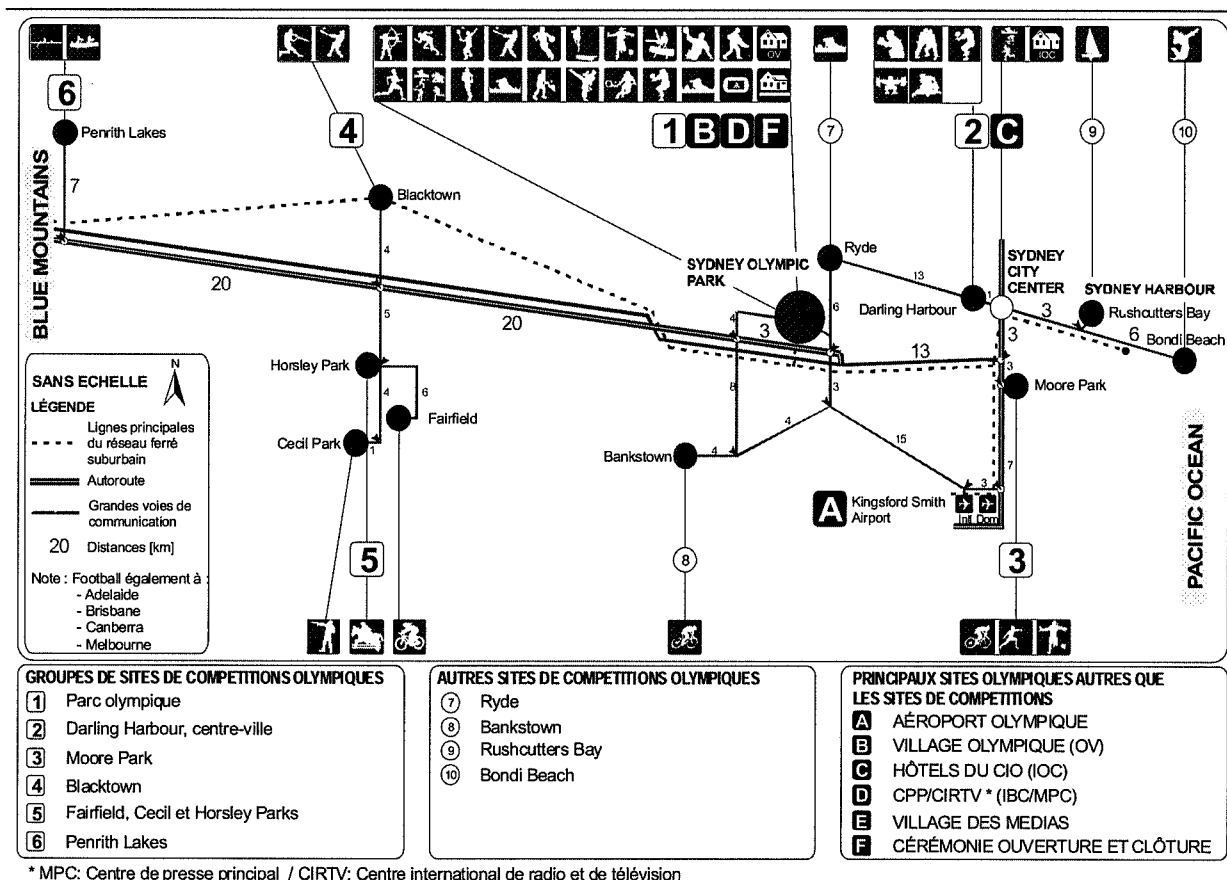 OV
IOC
6
4
1 B D F
7
2 C
9
10
Penrith Lakes
BLUE MOUNTAINS
7
Blacktown
Ryde
SYDNEY OLYMPIC
PARK
SYDNEY
CITY
CENTER
SYDNEY HARBOUR
4
13
1
Darling Harbour
3
Rushcutters Bay
20
20
4
3
6
6
Bondi Beach
5
13
3
3
Horsley Park
4
6
8
3
Moore Park
Fairfield
Cecil Park
1
4
15
Bankstown
4
7
3
A
Kingsford Smith
Airport
Intl Dom
PACIFIC OCEAN
5
8
3
N
SANS ECHELLE
LÉGENDE
Lignes principales
du réseau ferré
suburbain
Autoroute
Grandes voies de
communication
20 Distances [km]
Note : Football également à :
- Adelaide
- Brisbane
- Canberra
- Melbourne
GROUPES DE SITES DE COMPETITIONS OLYMPIQUES
1 Parc olympique
2 Darling Harbour, centre-ville
3 Moore Park
4 Blacktown
5 Fairfield, Cecil et Horsley Parks
6 Penrith Lakes
AUTRES SITES DE COMPETITIONS OLYMPIQUES
7 Ryde
8 Bankstown
9 Rushcutters Bay
10 Bondi Beach
PRINCIPAUX SITES OLYMPIQUES AUTRES QUE
LES SITES DE COMPETITIONS
A AÉROPORT OLYMPIQUE
B VILLAGE OLYMPIQUE (OV)
C HÔTELS DU CIO (IOC)
D CPP/CIRTV * (IBC/MPC)
E VILLAGE DES MEDIAS
F CÉRÉMONIE OUVERTURE ET CLÔTURE
* MPC: Centre de presse principal / CIRTV: Centre international de radio et de télévision